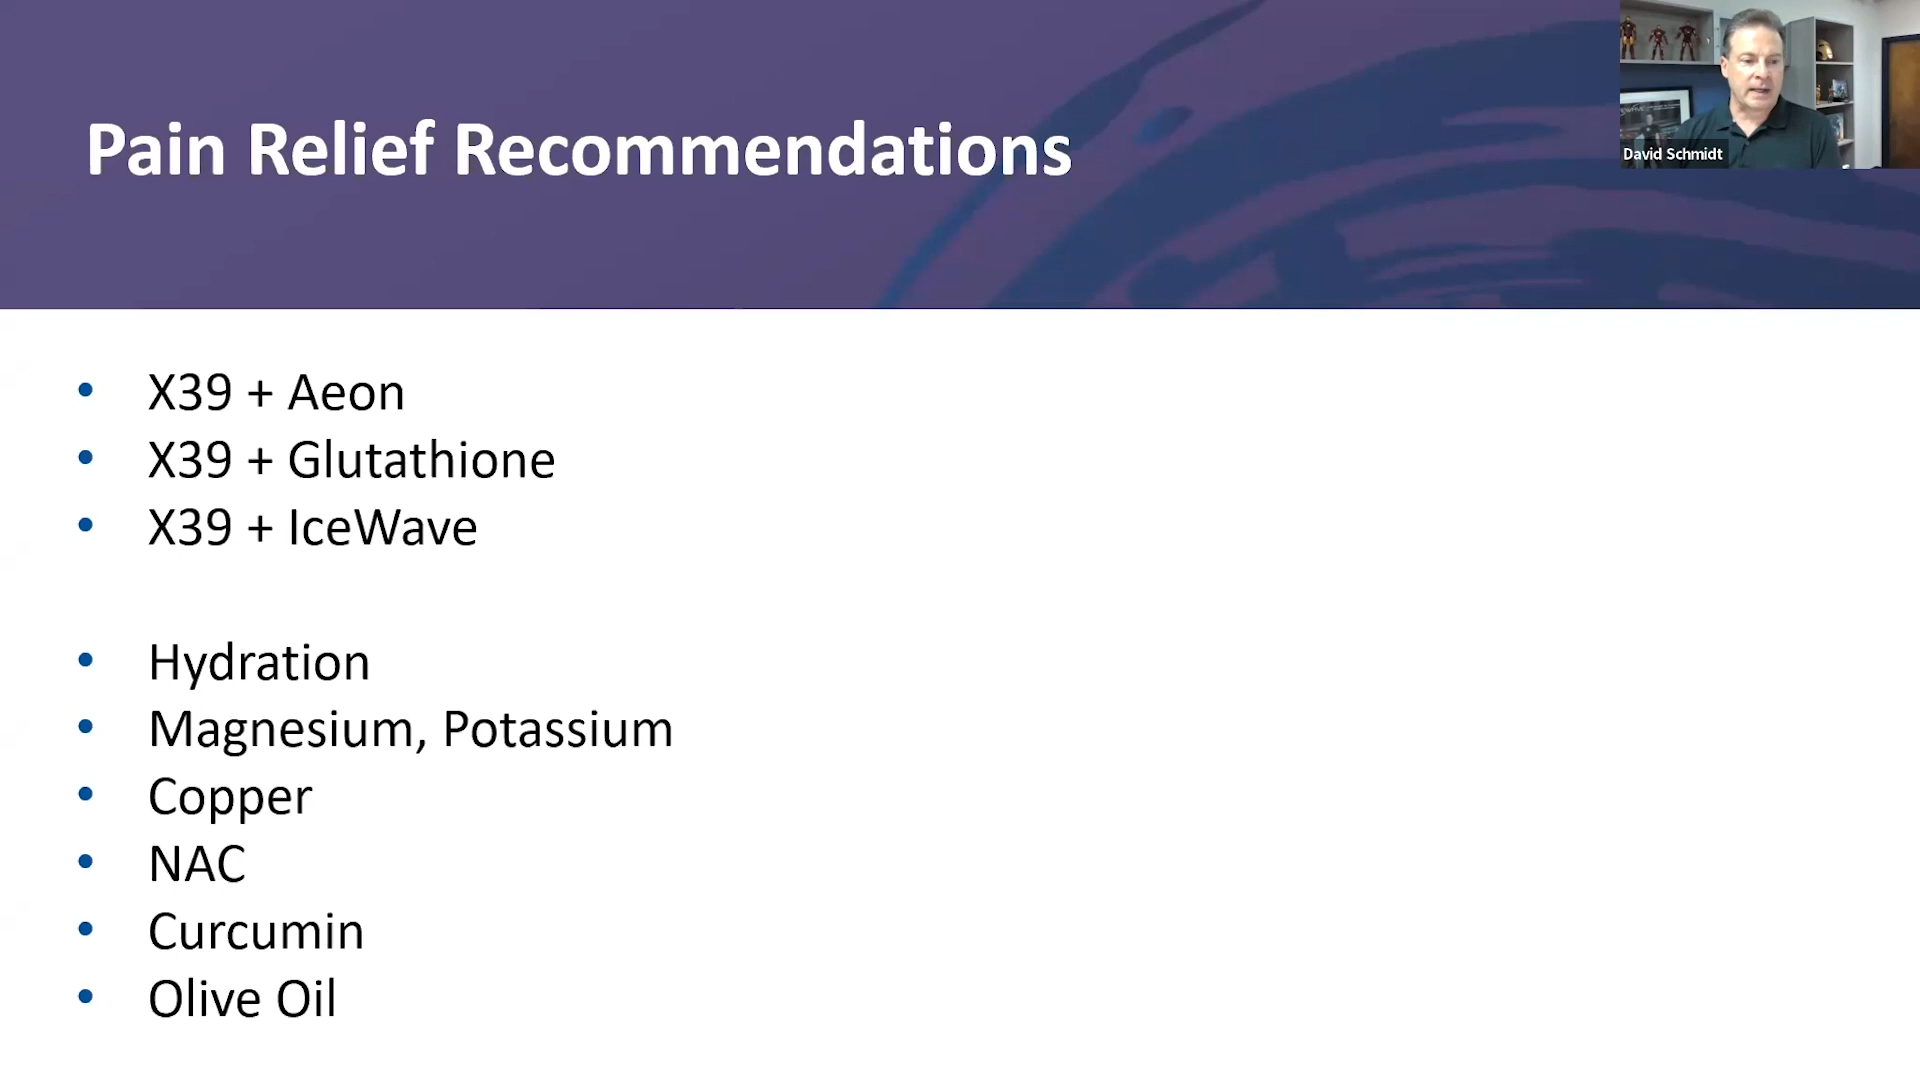 Pain Relief Recommendations
David Schmidt
X39 + Aeon
X39 + Glutathione
X39 + IceWave
Hydration
Magnesium, Potassium
Copper
NAC
Curcumin
Olive Oil